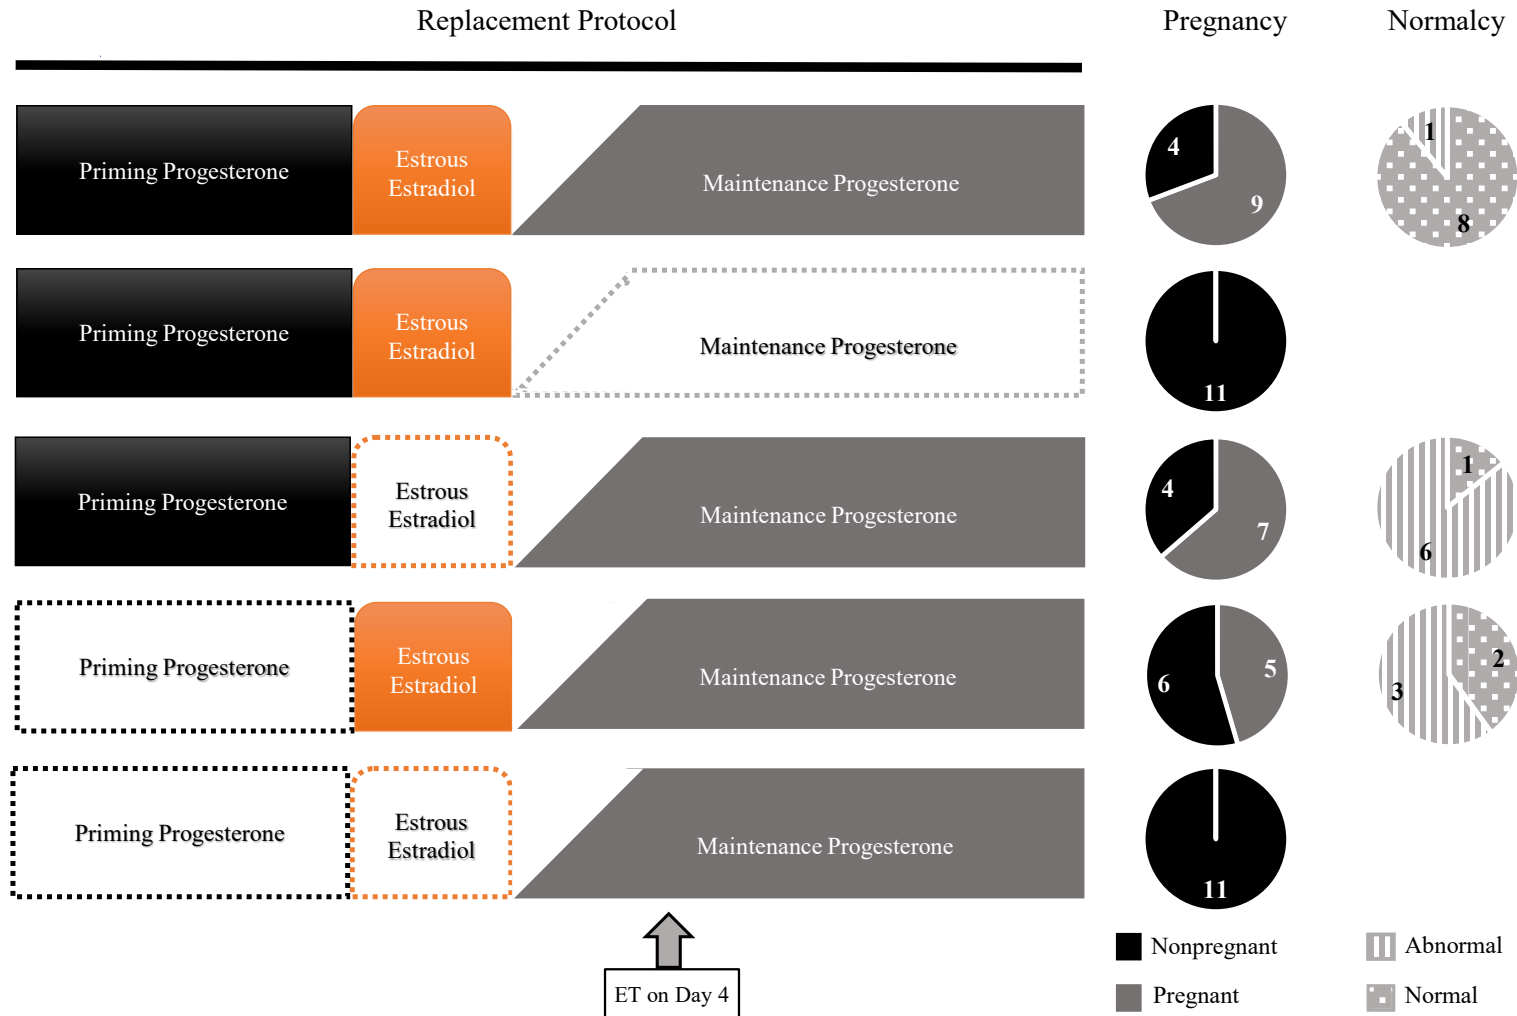 Replacement Protocol
Pregnancy
Normalcy
Priming Progesterone
Estrous
Estradiol
Maintenance Progesterone
4
9
1
8
Priming Progesterone
Estrous
Estradiol
Maintenance Progesterone
11
Priming Progesterone
Estrous
Estradiol
Maintenance Progesterone
4
7
1
6
Priming Progesterone
Estrous
Estradiol
Maintenance Progesterone
6
5
2
3
Priming Progesterone
Estrous
Estradiol
Maintenance Progesterone
11
ET on Day 4
Nonpregnant
Pregnant
Abnormal
Normal